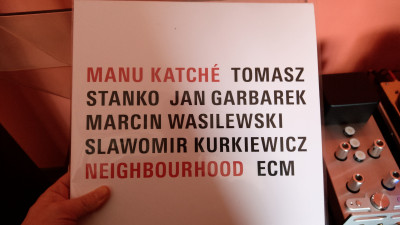 MANU KATCHÉ TOMASZ
STANKO JAN GARBAREK
MARCIN WASILEWSKI
SLAWOMIR KURKIEWICZ
NEIGHBOURHOOD ECM